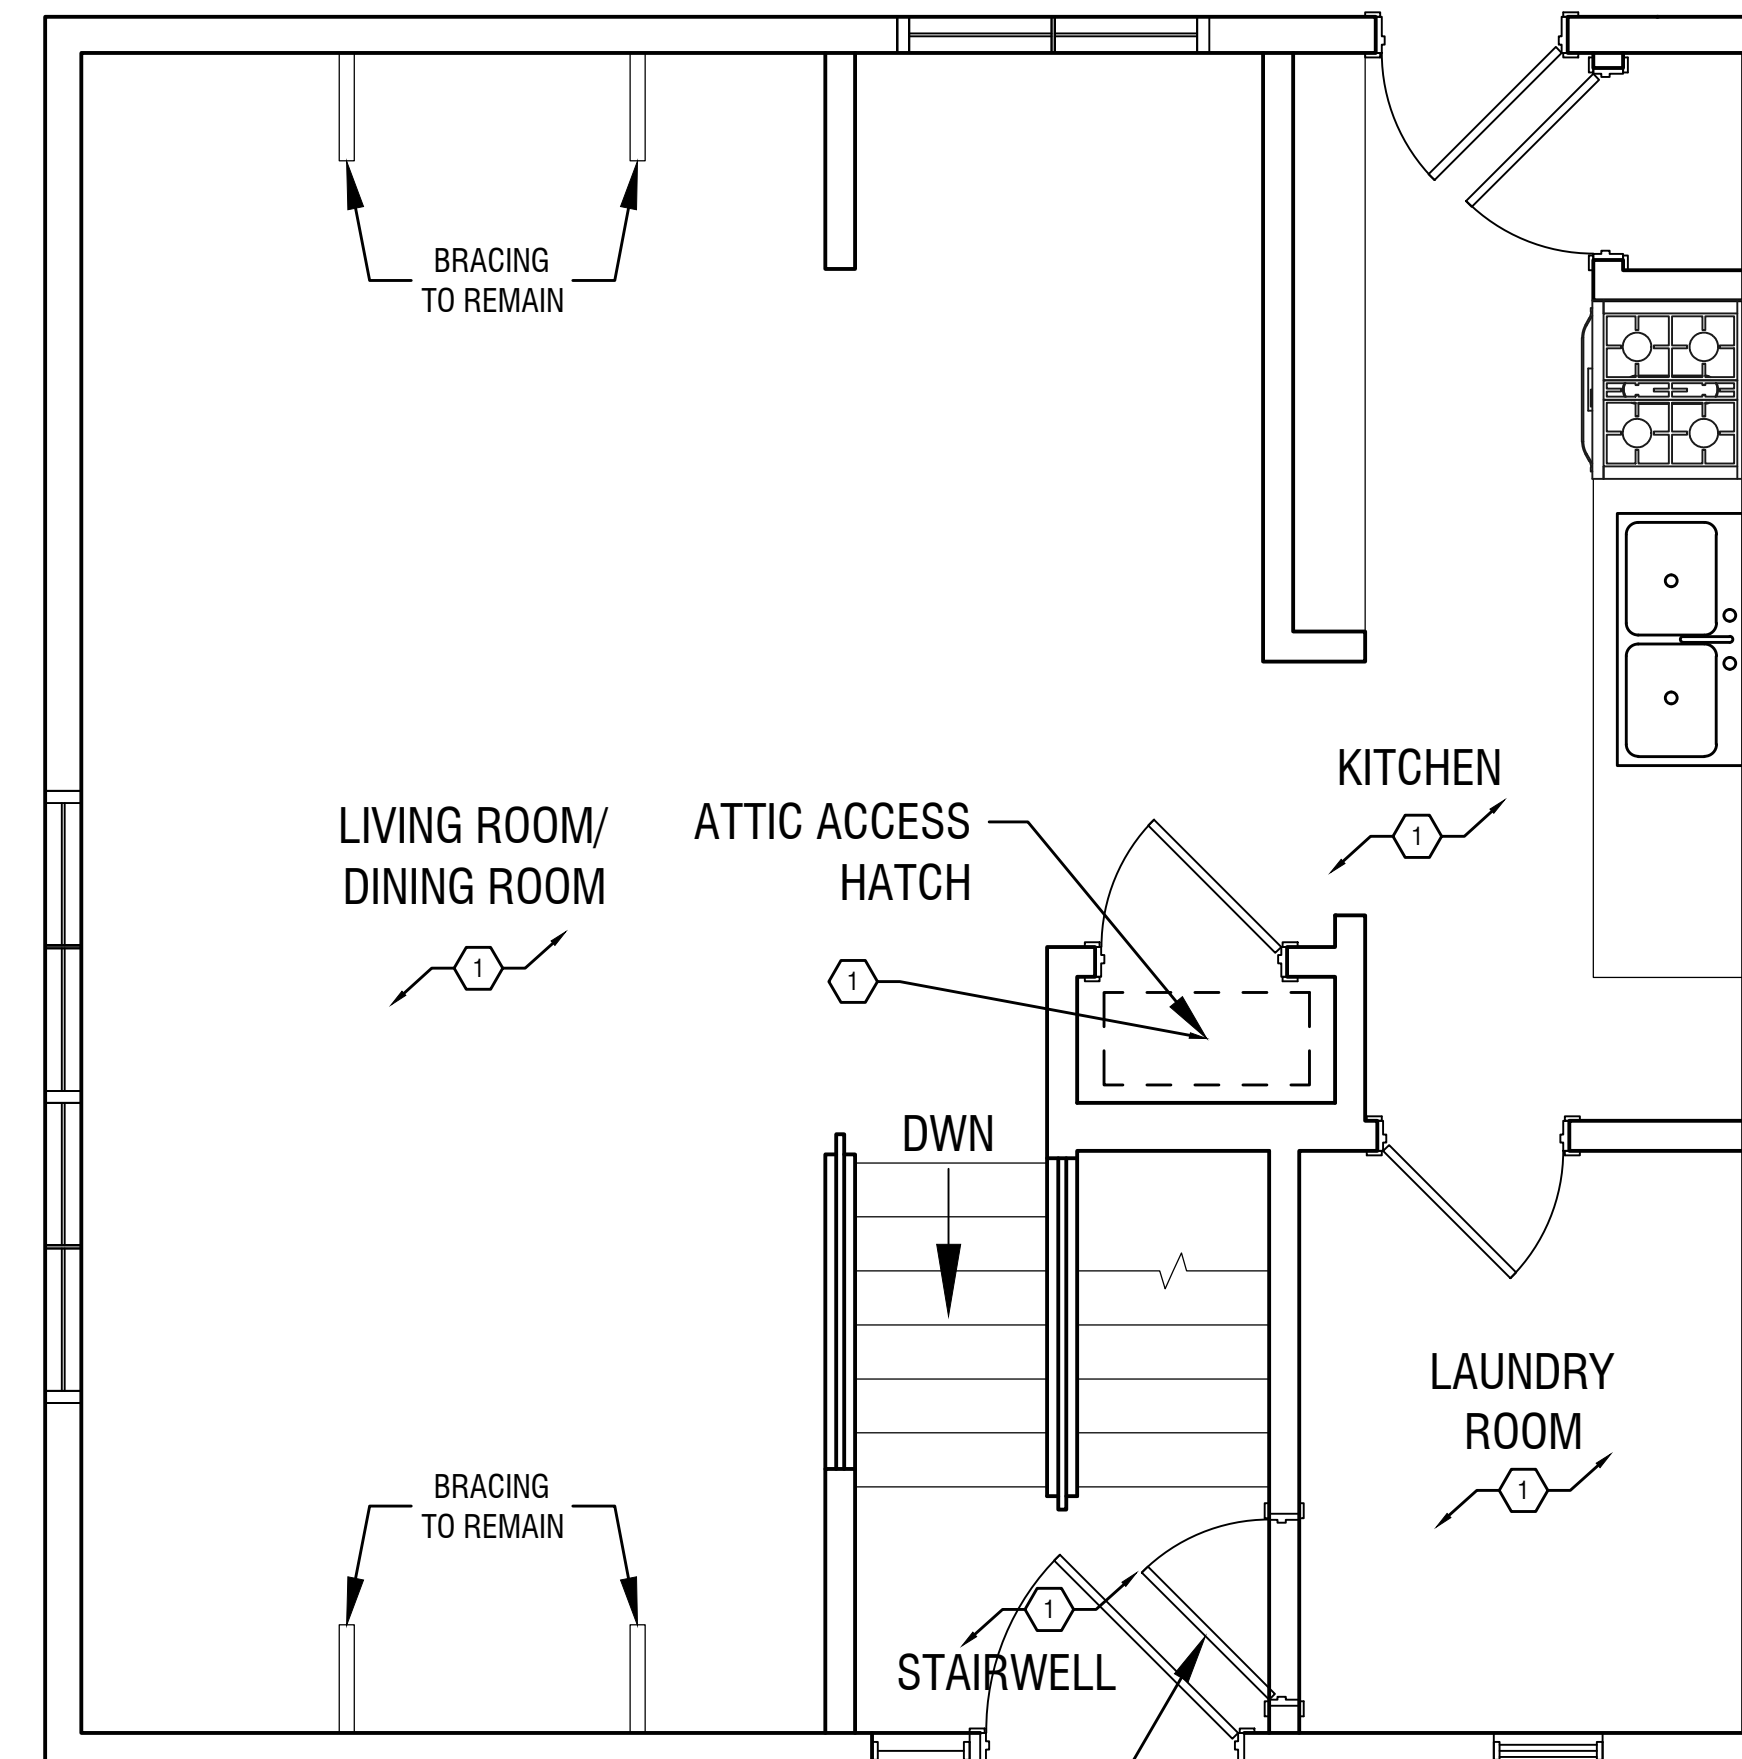 BRACING
TO REMAIN
KITCHEN
1
LIVING ROOM/
DINING ROOM
1
ATTIC ACCESS
HATCH
1
DWN
LAUNDRY
ROOM
1
BRACING
TO REMAIN
1
STAIRWELL